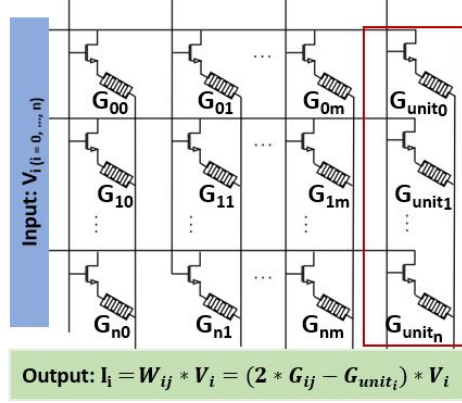 Input: Vi (i = 0, ..., n)
...
G00 G01 G0m Gunit0
...
G10 G11 G1m Gunit1
⋮ ⋮ ⋮ ⋮
...
Gn0 Gn1 Gnm Gunitn
Output: Ii = Wij * Vi = (2 * Gij − Guniti) * Vi